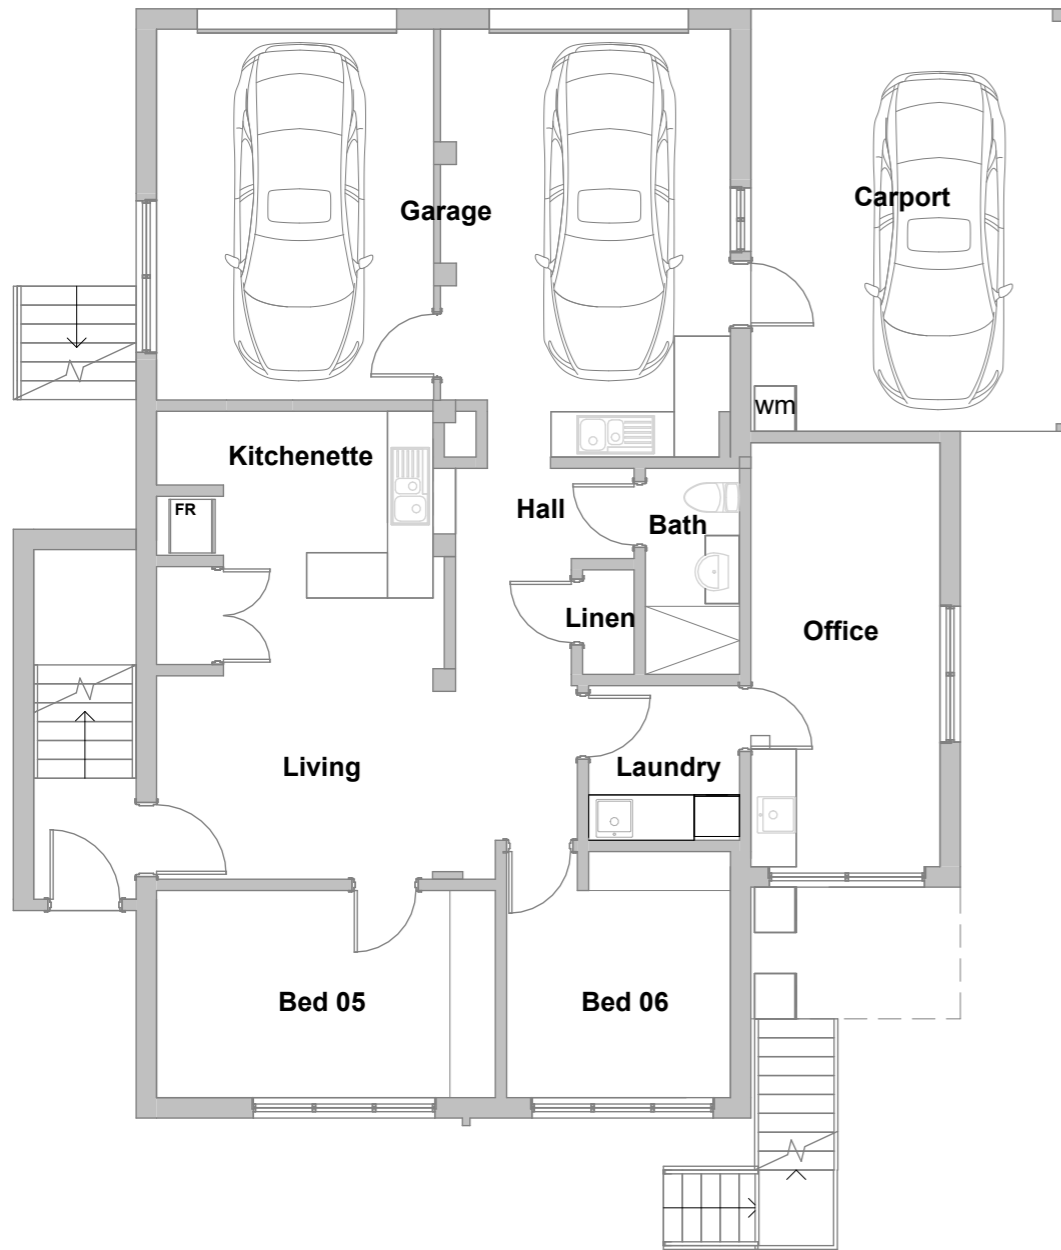 Garage
Carport
wm
Kitchenette
FR
Hall
Bath
Linen
Office
Living
Laundry
Bed 05
Bed 06